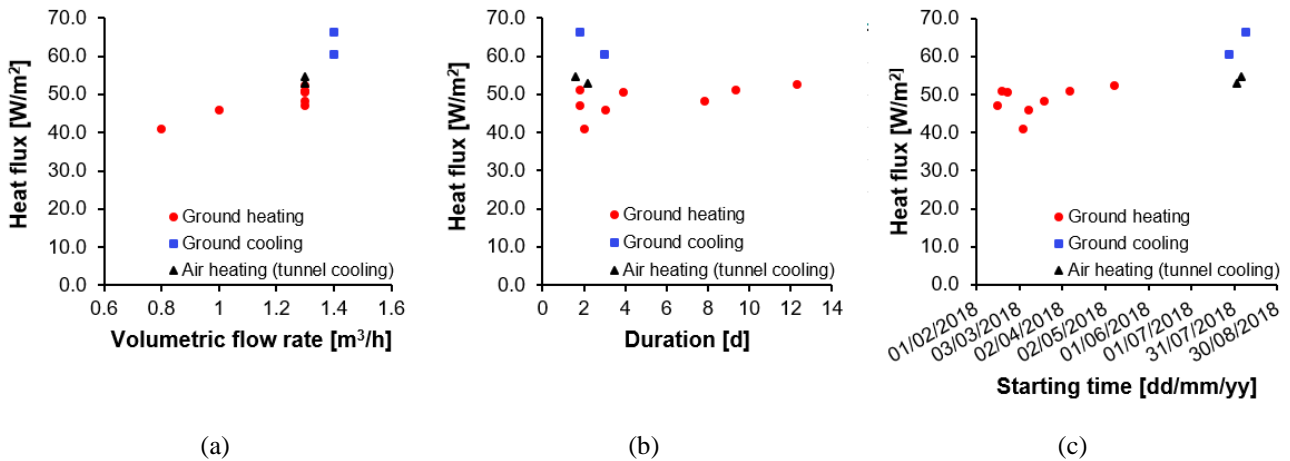 Heat flux [W/m²]
70.0
60.0
50.0
40.0
30.0
20.0
10.0
0.0
Ground heating
Ground cooling
Air heating (tunnel cooling)
0.6
0.8
1
1.2
1.4
1.6
Volumetric flow rate [m³/h]
(a)
Heat flux [W/m²]
70.0
60.0
50.0
40.0
30.0
20.0
10.0
0.0
Ground heating
Ground cooling
Air heating (tunnel cooling)
0
2
4
6
8
10
12
14
Duration [d]
(b)
Heat flux [W/m²]
70.0
60.0
50.0
40.0
30.0
20.0
10.0
0.0
Ground heating
Ground cooling
Air heating (tunnel cooling)
01/02/2018
03/03/2018
02/04/2018
02/05/2018
01/06/2018
01/07/2018
31/07/2018
30/08/2018
Starting time [dd/mm/yy]
(c)